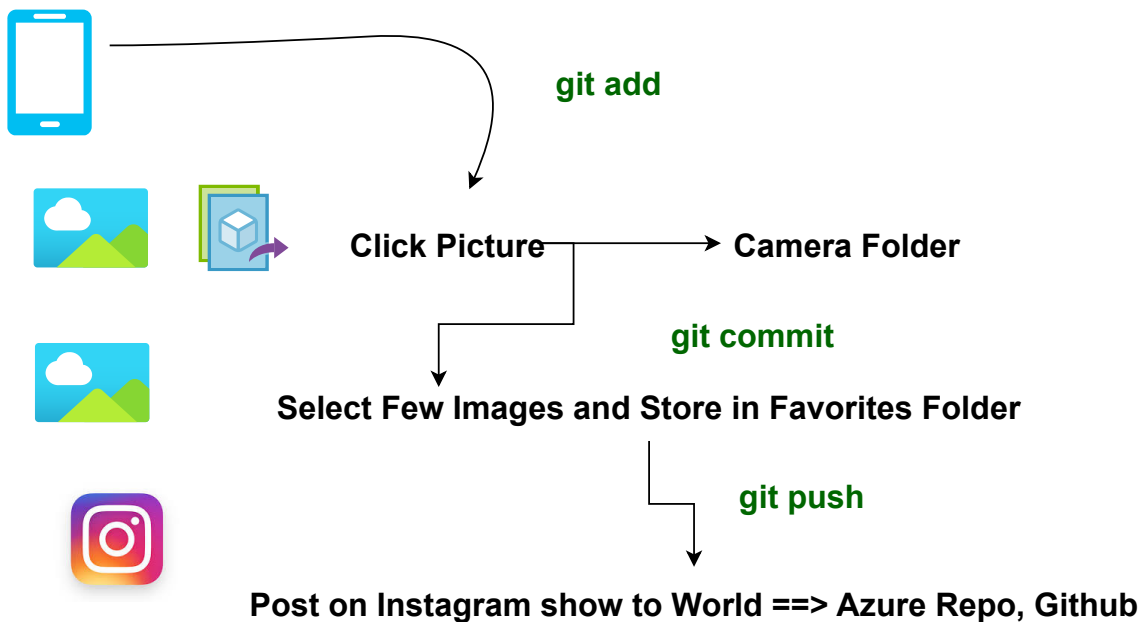 git add
Click Picture
Camera Folder
git commit
Select Few Images and Store in Favorites Folder
git push
Post on Instagram show to World ==> Azure Repo, Github